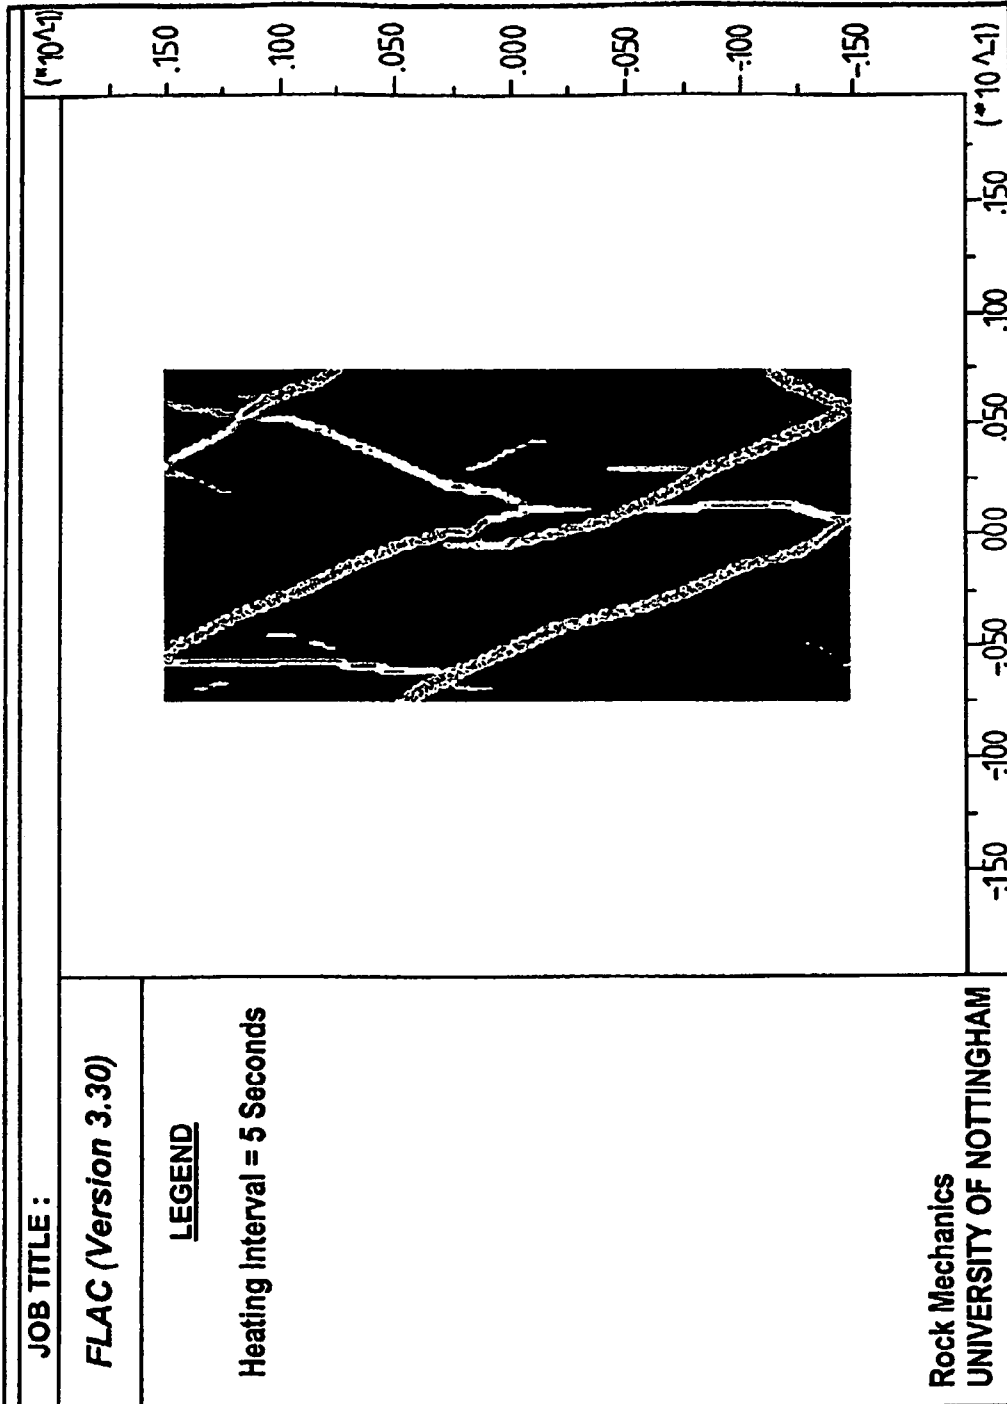 JOB TITLE :
FLAC (Version 3.30)
LEGEND
Heating Interval = 5 Seconds
Rock Mechanics
UNIVERSITY OF NOTTINGHAM
(*10^-1)
.150
.100
.050
.000
-.050
-.100
-.150
(*10^-1)
-.150
-.100
-.050
.000
.050
.100
.150